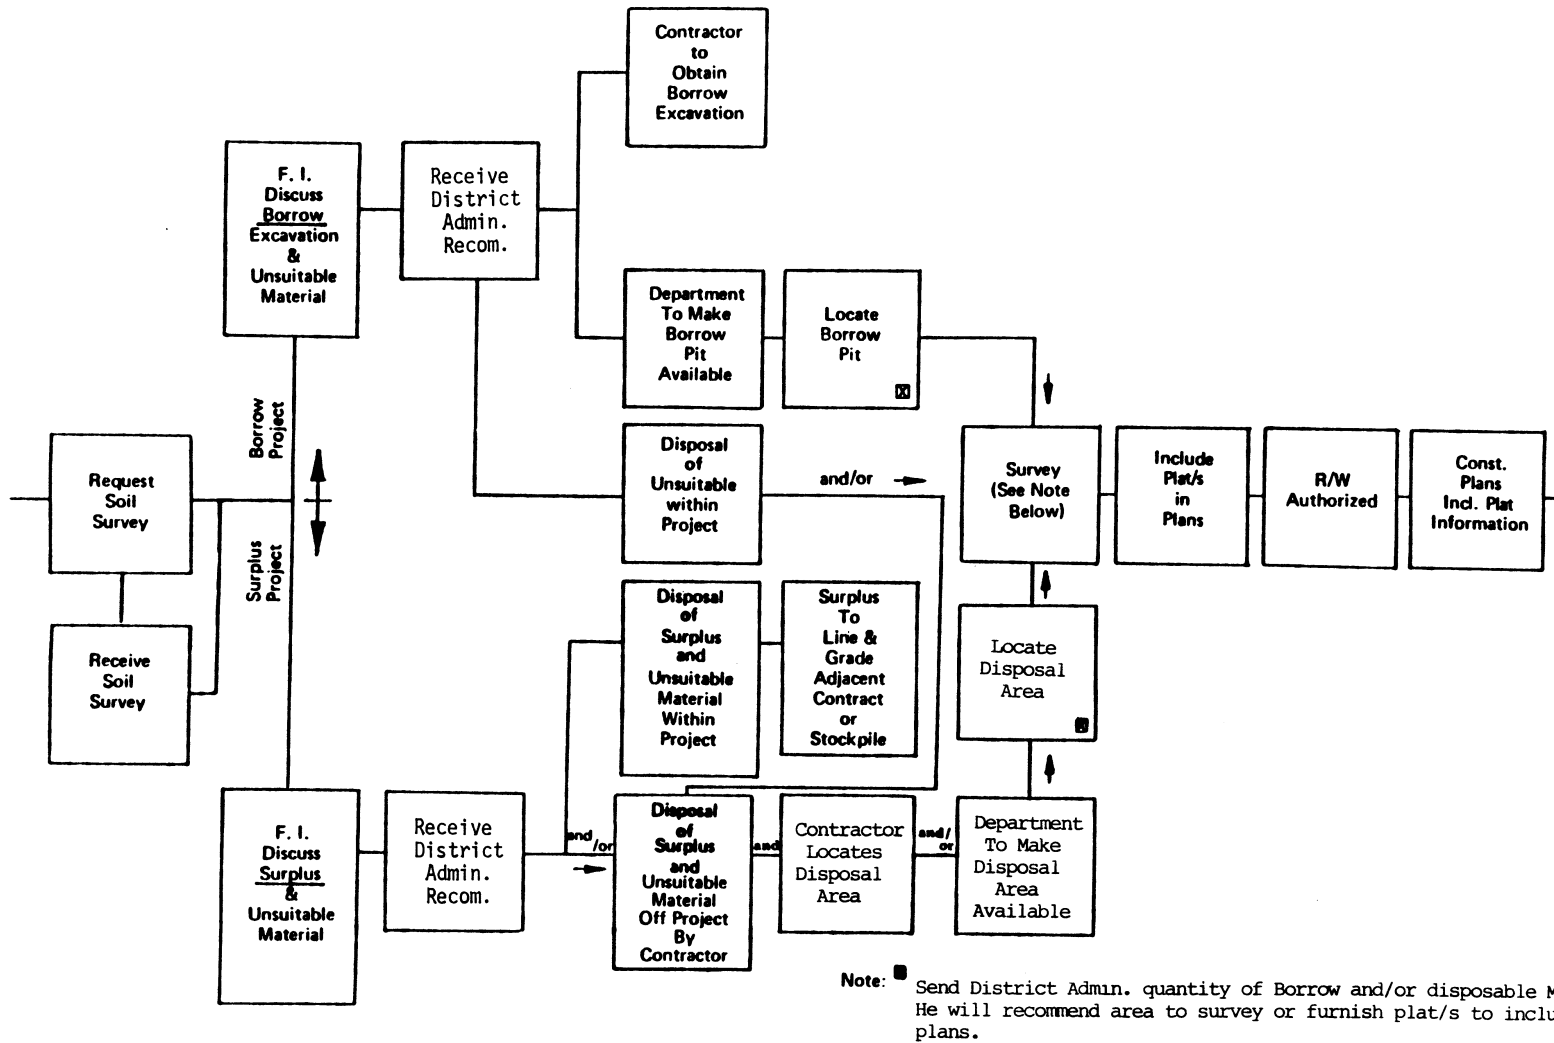 Contractor
to
Obtain
Borrow
Excavation
F. I.
Discuss
Borrow
Excavation
&
Unsuitable
Material
Receive
District
Admin.
Recom.
Department
To Make
Borrow
Pit
Available
Locate
Borrow
Pit
Borrow
Project
Surplus
Project
Request
Soil
Survey
Receive
Soil
Survey
Disposal
of
Unsuitable
within
Project
and/or
Survey
(See Note
Below)
Include
Plat/s
in
Plans
R/W
Authorized
Const.
Plans
Incl. Plat
Information
Disposal
of
Surplus
and
Unsuitable
Material
Within
Project
Surplus
To
Line &
Grade
Adjacent
Contract
or
Stockpile
Locate
Disposal
Area
F. I.
Discuss
Surplus
&
Unsuitable
Material
Receive
District
Admin.
Recom.
and
/or
Disposal
of
Surplus
and
Unsuitable
Material
Off Project
By
Contractor
and
Contractor
Locates
Disposal
Area
and/
or
Department
To Make
Disposal
Area
Available
Note:
Send District Admin. quantity of Borrow and/or disposable
He will recommend area to survey or furnish plat/s to
plans.